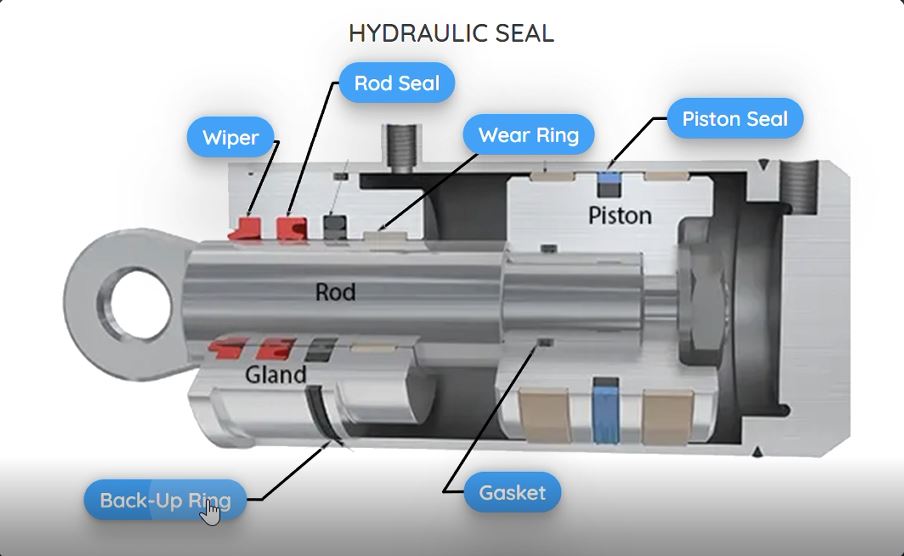 HYDRAULIC SEAL
Rod Seal
Wiper
Wear Ring
Piston Seal
Piston
Rod
Gland
Back-Up Ring
Gasket